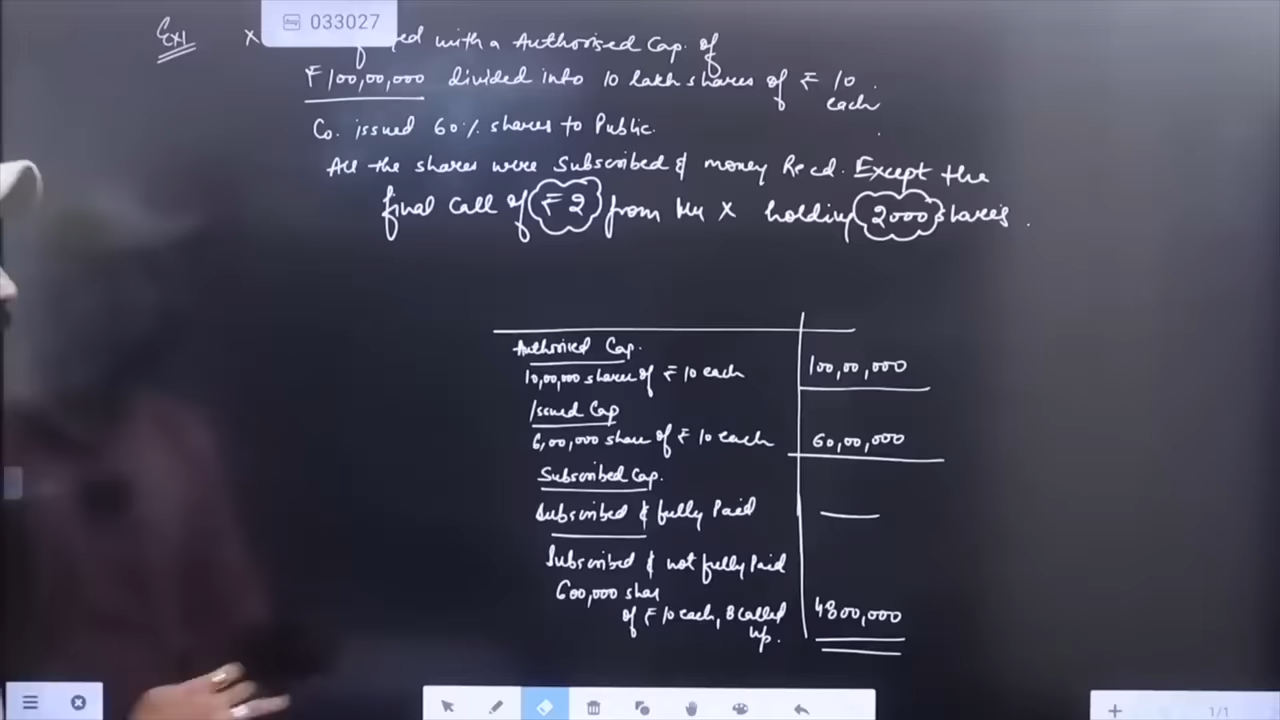 033027
Ex1
X ed with a Authorised Cap. of
₹100,00,000 divided into 10 lakh shares of ₹ 10 each
Co. issued 60% shares to Public.
All the shares were Subscribed & money Recd. Except the
final Call of ₹2 from Mr X holding 2000 shares.
Authorised Cap.
10,00,000 shares of ₹ 10 each 100,00,000
Issued Cap
6,00,000 share of ₹ 10 each 60,00,000
Subscribed Cap.
Subscribed & fully Paid —
Subscribed & not fully Paid
600,000 shar
of ₹ 10 each, 8 called up. 4800,000
1/1